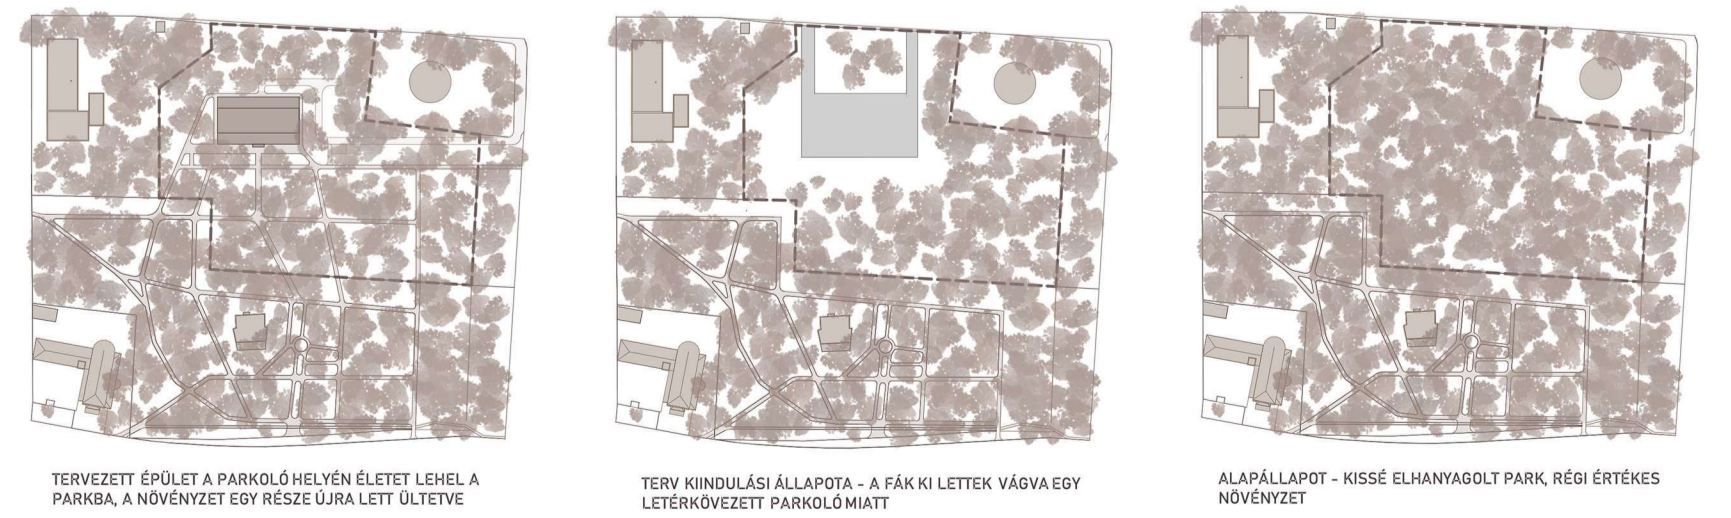 TERVEZETT ÉPÜLET A PARKOLÓ HELYÉN ÉLETET LEHEL A
PARKBA, A NÖVÉNYZET EGY RÉSZE ÚJRA LETT ÜLTETVE
TERV KIINDULÁSI ÁLLAPOTA - A FÁK KI LETTEK VÁGVA EGY
LETÉRKÖVEZETT PARKOLÓ MIATT
ALAPÁLLAPOT - KISSÉ ELHANYAGOLT PARK, RÉGI ÉRTÉKES
NÖVÉNYZET